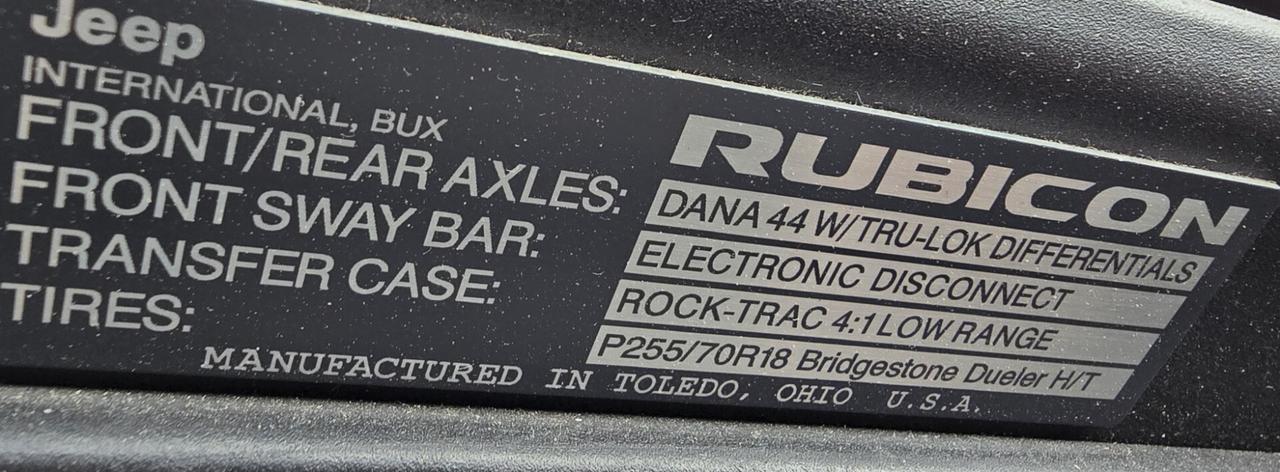 Jeep
INTERNATIONAL, BUX
RUBICON
FRONT/REAR AXLES: DANA 44 W/TRU-LOK DIFFERENTIALS
FRONT SWAY BAR: ELECTRONIC DISCONNECT
TRANSFER CASE: ROCK-TRAC 4:1 LOW RANGE
TIRES: P255/70R18 Bridgestone Dueler H/T
MANUFACTURED IN TOLEDO, OHIO U.S.A.